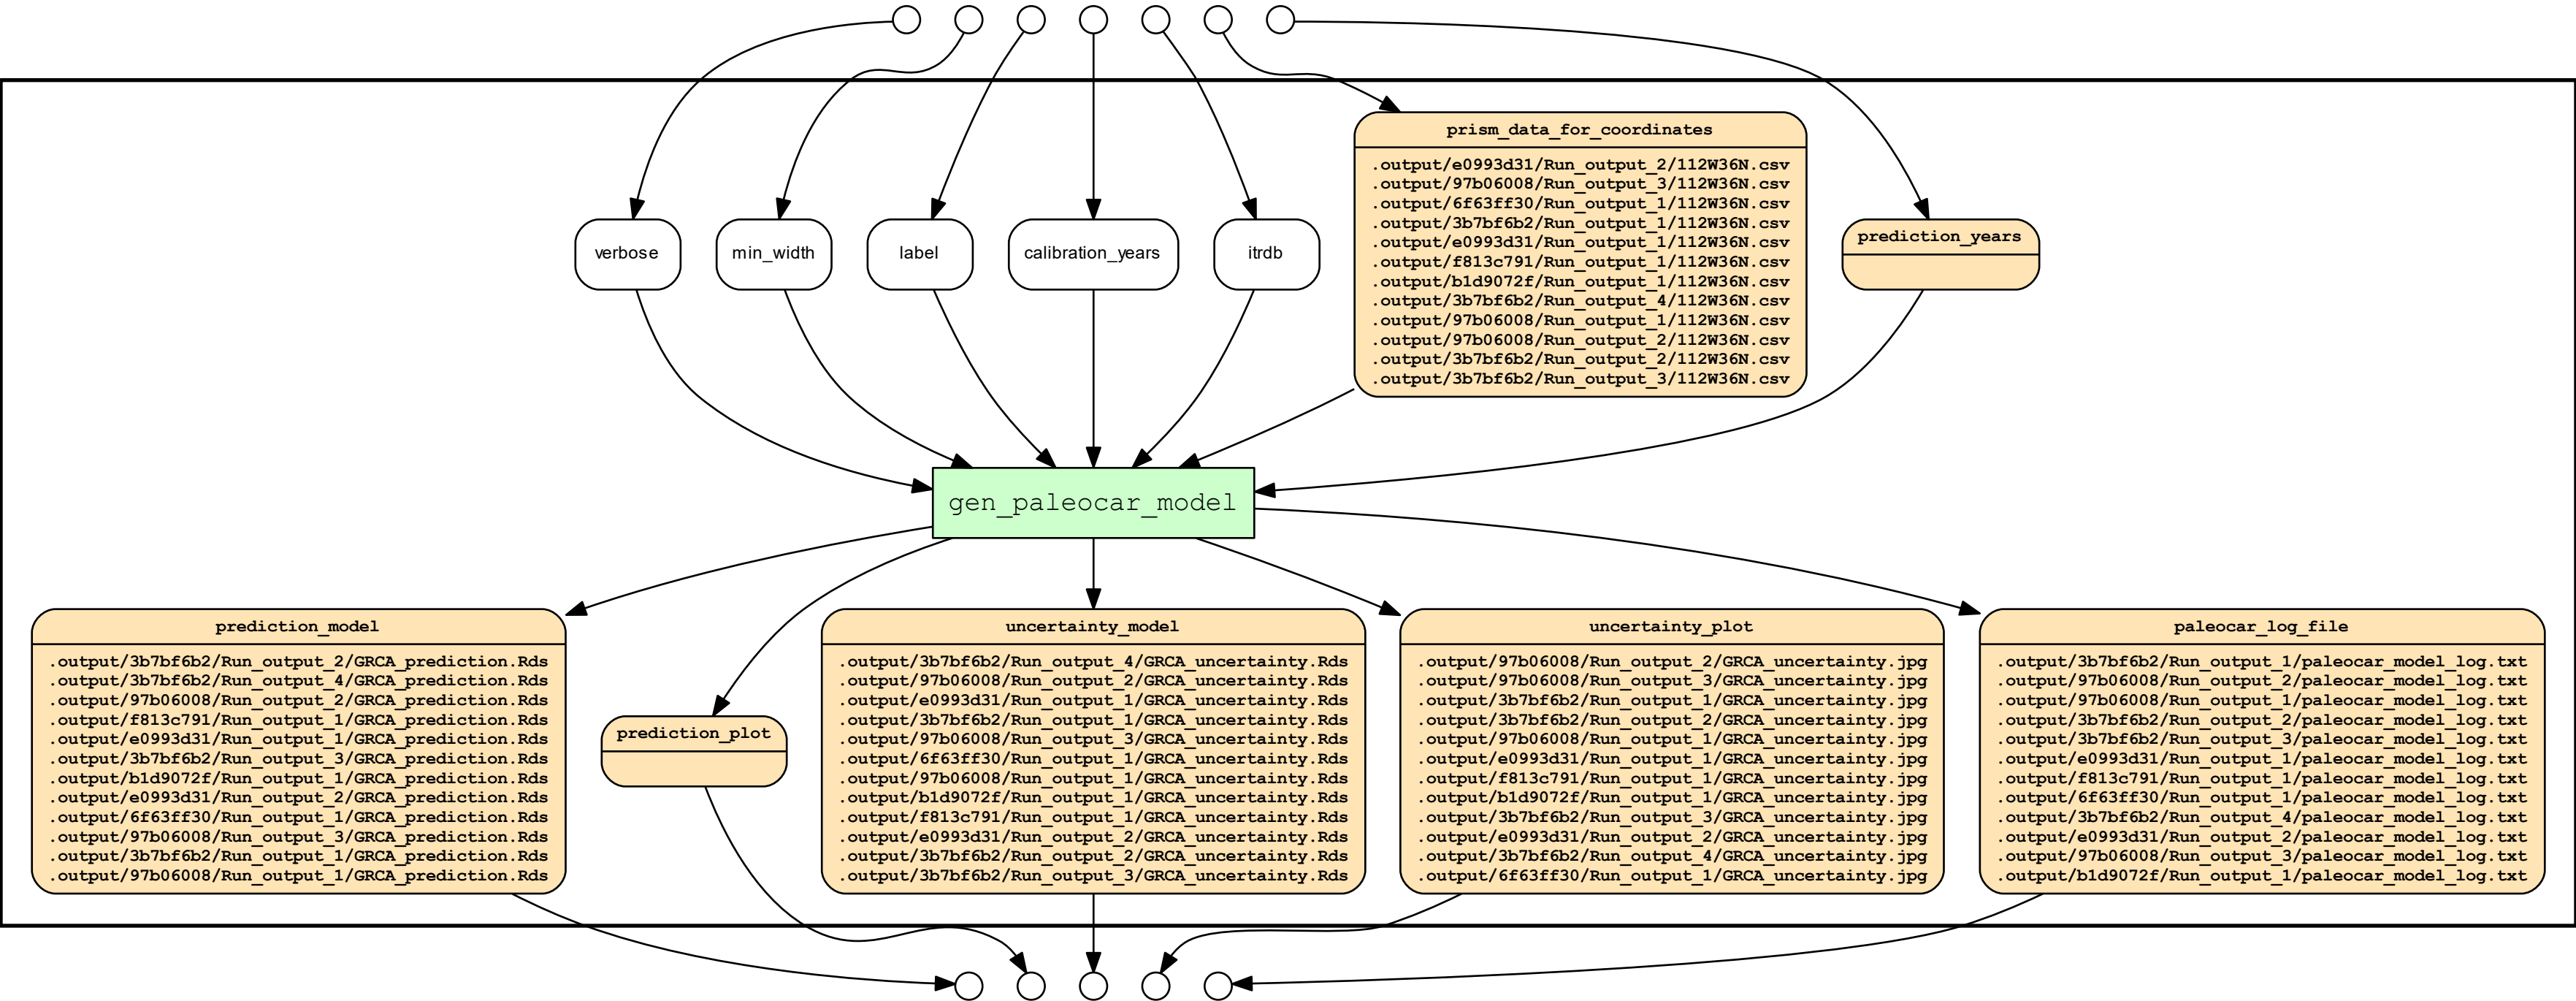 prism_data_for_coordinates
.output/e0993d31/Run_output_2/112W36N.csv
.output/97b06008/Run_output_3/112W36N.csv
.output/6f63ff30/Run_output_1/112W36N.csv
.output/3b7bf6b2/Run_output_1/112W36N.csv
.output/e0993d31/Run_output_1/112W36N.csv
.output/f813c791/Run_output_1/112W36N.csv
.output/b1d9072f/Run_output_1/112W36N.csv
.output/3b7bf6b2/Run_output_4/112W36N.csv
.output/97b06008/Run_output_1/112W36N.csv
.output/97b06008/Run_output_2/112W36N.csv
.output/3b7bf6b2/Run_output_2/112W36N.csv
.output/3b7bf6b2/Run_output_3/112W36N.csv
verbose
min_width
label
calibration_years
itrdb
prediction_years
gen_paleocar_model
prediction_model
.output/3b7bf6b2/Run_output_2/GRCA_prediction.Rds
.output/3b7bf6b2/Run_output_4/GRCA_prediction.Rds
.output/97b06008/Run_output_2/GRCA_prediction.Rds
.output/f813c791/Run_output_1/GRCA_prediction.Rds
.output/e0993d31/Run_output_1/GRCA_prediction.Rds
.output/3b7bf6b2/Run_output_3/GRCA_prediction.Rds
.output/b1d9072f/Run_output_1/GRCA_prediction.Rds
.output/e0993d31/Run_output_2/GRCA_prediction.Rds
.output/6f63ff30/Run_output_1/GRCA_prediction.Rds
.output/97b06008/Run_output_3/GRCA_prediction.Rds
.output/3b7bf6b2/Run_output_1/GRCA_prediction.Rds
.output/97b06008/Run_output_1/GRCA_prediction.Rds
prediction_plot
uncertainty_model
.output/3b7bf6b2/Run_output_4/GRCA_uncertainty.Rds
.output/97b06008/Run_output_2/GRCA_uncertainty.Rds
.output/e0993d31/Run_output_1/GRCA_uncertainty.Rds
.output/3b7bf6b2/Run_output_1/GRCA_uncertainty.Rds
.output/97b06008/Run_output_3/GRCA_uncertainty.Rds
.output/6f63ff30/Run_output_1/GRCA_uncertainty.Rds
.output/97b06008/Run_output_1/GRCA_uncertainty.Rds
.output/b1d9072f/Run_output_1/GRCA_uncertainty.Rds
.output/f813c791/Run_output_1/GRCA_uncertainty.Rds
.output/e0993d31/Run_output_2/GRCA_uncertainty.Rds
.output/3b7bf6b2/Run_output_2/GRCA_uncertainty.Rds
.output/3b7bf6b2/Run_output_3/GRCA_uncertainty.Rds
uncertainty_plot
.output/97b06008/Run_output_2/GRCA_uncertainty.jpg
.output/97b06008/Run_output_3/GRCA_uncertainty.jpg
.output/3b7bf6b2/Run_output_1/GRCA_uncertainty.jpg
.output/3b7bf6b2/Run_output_2/GRCA_uncertainty.jpg
.output/97b06008/Run_output_1/GRCA_uncertainty.jpg
.output/e0993d31/Run_output_1/GRCA_uncertainty.jpg
.output/f813c791/Run_output_1/GRCA_uncertainty.jpg
.output/b1d9072f/Run_output_1/GRCA_uncertainty.jpg
.output/3b7bf6b2/Run_output_3/GRCA_uncertainty.jpg
.output/e0993d31/Run_output_2/GRCA_uncertainty.jpg
.output/3b7bf6b2/Run_output_4/GRCA_uncertainty.jpg
.output/6f63ff30/Run_output_1/GRCA_uncertainty.jpg
paleocar_log_file
.output/3b7bf6b2/Run_output_1/paleocar_model_log.txt
.output/97b06008/Run_output_2/paleocar_model_log.txt
.output/97b06008/Run_output_1/paleocar_model_log.txt
.output/3b7bf6b2/Run_output_2/paleocar_model_log.txt
.output/3b7bf6b2/Run_output_3/paleocar_model_log.txt
.output/e0993d31/Run_output_1/paleocar_model_log.txt
.output/f813c791/Run_output_1/paleocar_model_log.txt
.output/6f63ff30/Run_output_1/paleocar_model_log.txt
.output/3b7bf6b2/Run_output_4/paleocar_model_log.txt
.output/e0993d31/Run_output_2/paleocar_model_log.txt
.output/97b06008/Run_output_3/paleocar_model_log.txt
.output/b1d9072f/Run_output_1/paleocar_model_log.txt